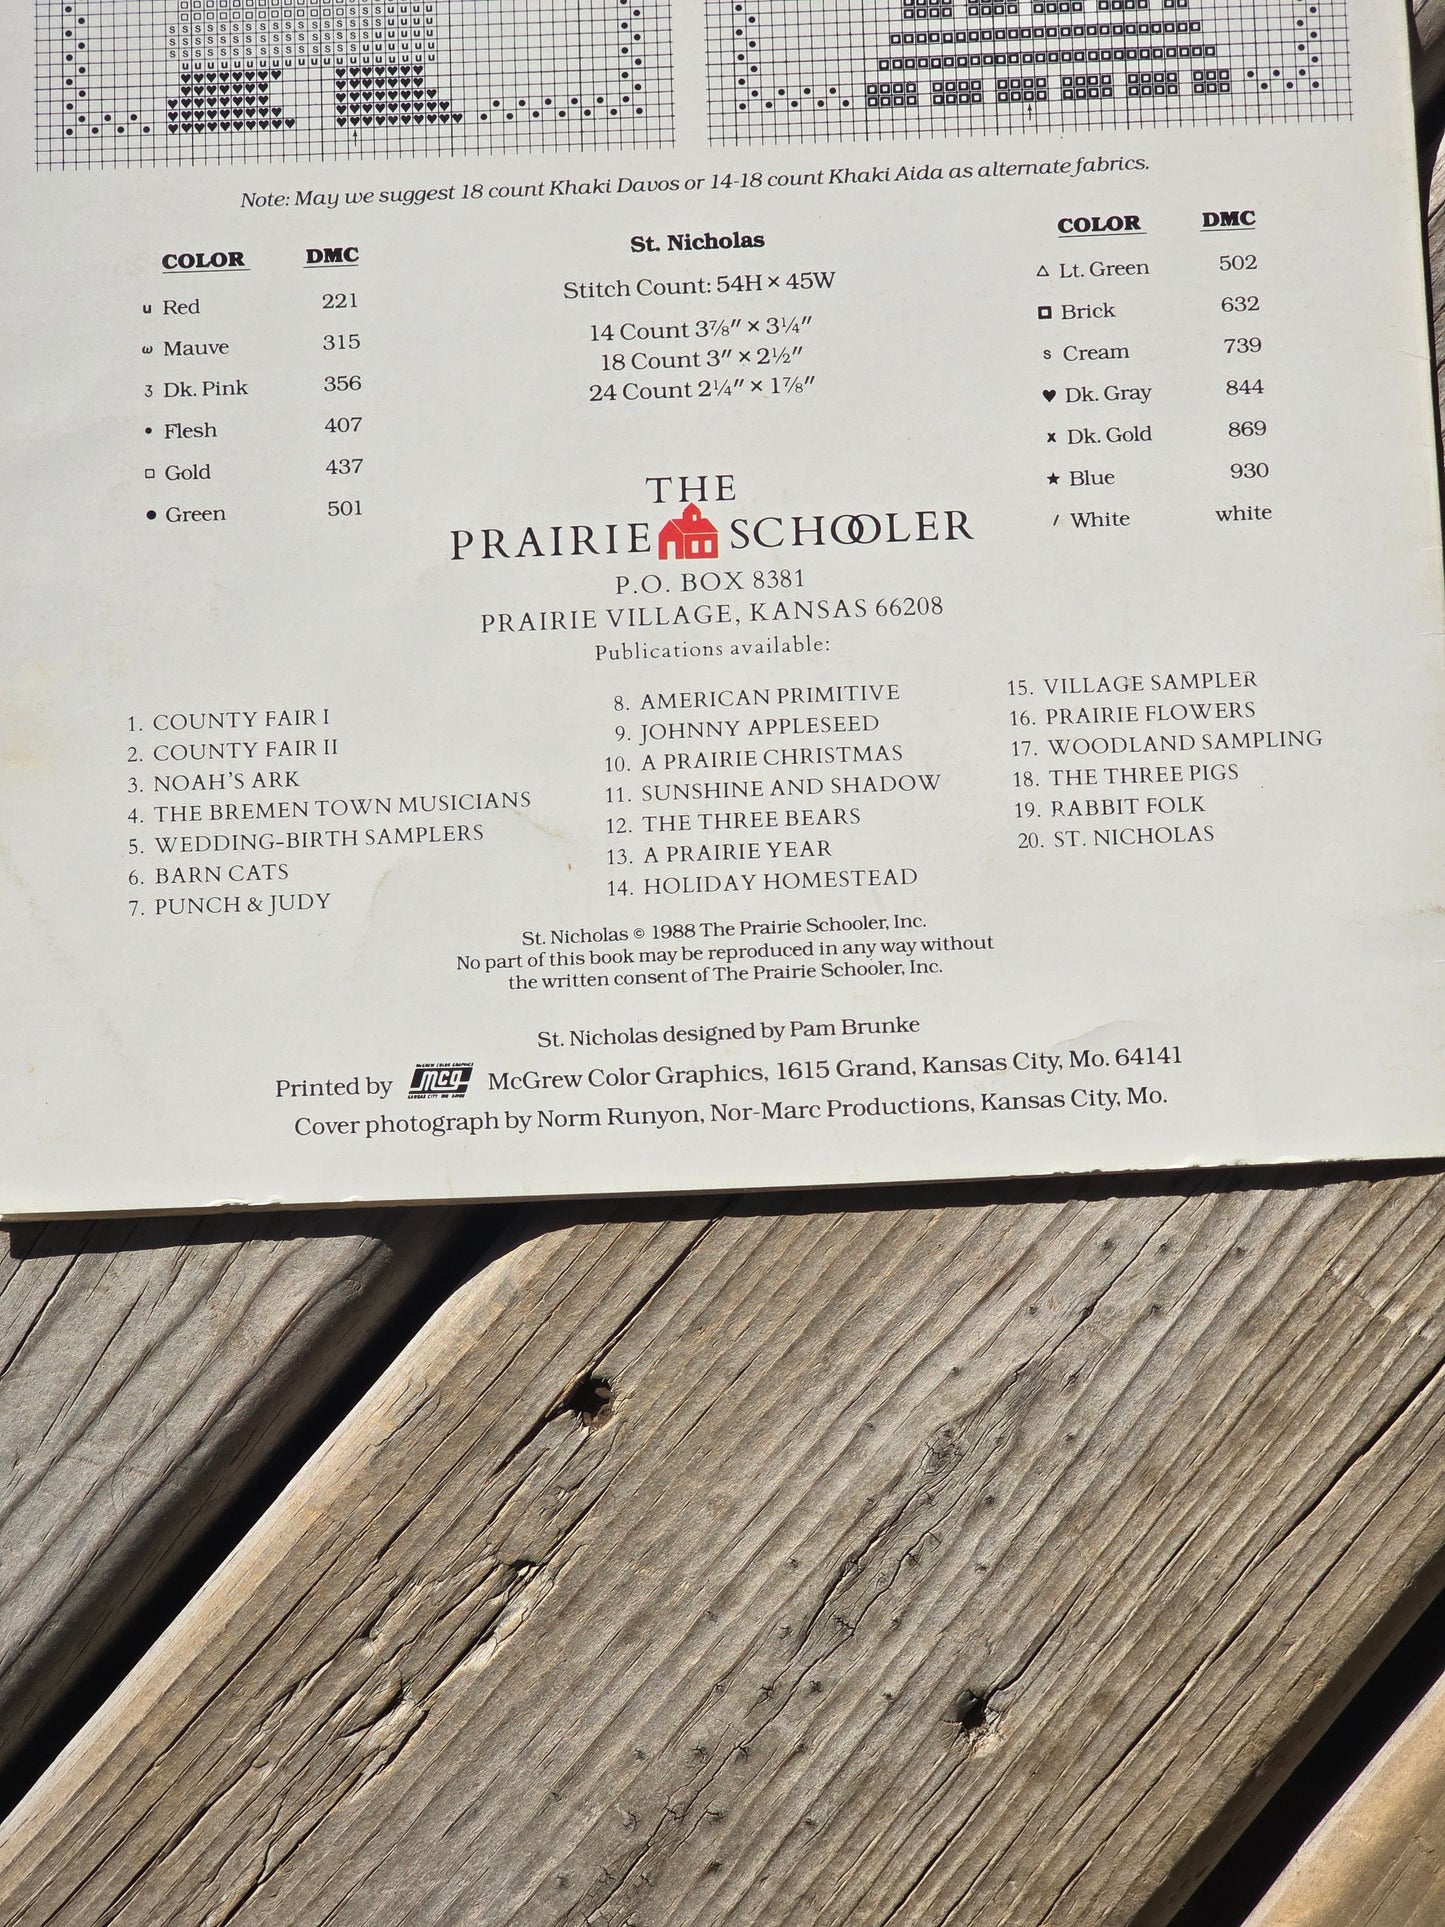 Note: May we suggest 18 count Khaki Davos or 14-18 count Khaki Aida as alternate fabrics.
COLOR DMC
u Red 221
ω Mauve 315
3 Dk. Pink 356
• Flesh 407
□ Gold 437
● Green 501
St. Nicholas
Stitch Count: 54H × 45W
14 Count 3⅞″ × 3¼″
18 Count 3″ × 2½″
24 Count 2¼″ × 1⅞″
COLOR DMC
△ Lt. Green 502
◘ Brick 632
s Cream 739
♥ Dk. Gray 844
x Dk. Gold 869
★ Blue 930
/ White white
THE
PRAIRIE SCHOOLER
P.O. BOX 8381
PRAIRIE VILLAGE, KANSAS 66208
Publications available:
1. COUNTY FAIR I
2. COUNTY FAIR II
3. NOAH'S ARK
4. THE BREMEN TOWN MUSICIANS
5. WEDDING-BIRTH SAMPLERS
6. BARN CATS
7. PUNCH & JUDY
8. AMERICAN PRIMITIVE
9. JOHNNY APPLESEED
10. A PRAIRIE CHRISTMAS
11. SUNSHINE AND SHADOW
12. THE THREE BEARS
13. A PRAIRIE YEAR
14. HOLIDAY HOMESTEAD
15. VILLAGE SAMPLER
16. PRAIRIE FLOWERS
17. WOODLAND SAMPLING
18. THE THREE PIGS
19. RABBIT FOLK
20. ST. NICHOLAS
St. Nicholas © 1988 The Prairie Schooler, Inc.
No part of this book may be reproduced in any way without
the written consent of The Prairie Schooler, Inc.
St. Nicholas designed by Pam Brunke
Printed by McGREW COLOR GRAPHICS mcg McGrew Color Graphics, 1615 Grand, Kansas City, Mo. 64141
Cover photograph by Norm Runyon, Nor-Marc Productions, Kansas City, Mo.